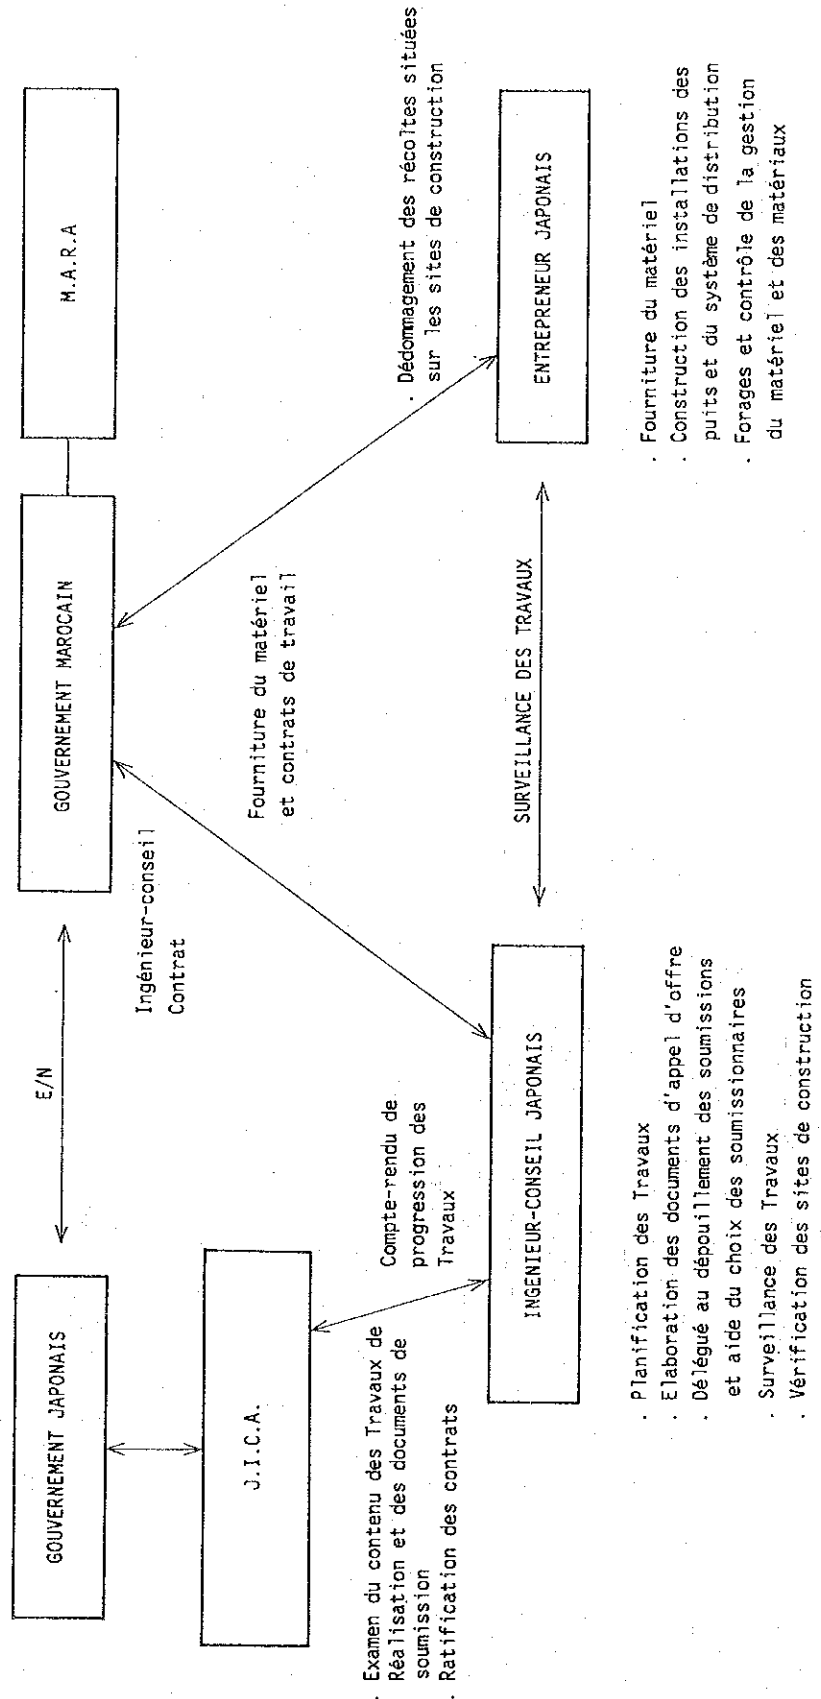 GOUVERNEMENT JAPONAIS
E/N
GOUVERNEMENT MAROCAIN
M.A.R.A
J.I.C.A.
Ingénieur-conseil
Contrat
Fourniture du matériel
et contrats de travail
. Dédommagement des récoltes situées
sur les sites de construction
. Examen du contenu des Travaux de
Réalisation et des documents de
soumission
. Ratification des contrats
Compte-rendu de
progression des
Travaux
INGENIEUR-CONSEIL JAPONAIS
SURVEILLANCE DES TRAVAUX
ENTREPRENEUR JAPONAIS
. Planification des Travaux
. Elaboration des documents d'appel d'offre
. Délégué au dépouillement des soumissions
et aide du choix des soumissionnaires
. Surveillance des Travaux
. Vérification des sites de construction
. Fourniture du matériel
. Construction des installations des
puits et du système de distribution
. Forages et contrôle de la gestion
du matériel et des matériaux